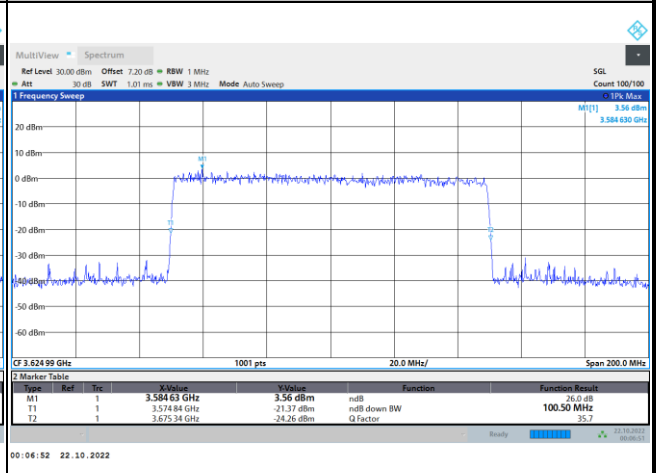 MultiView Spectrum
Ref Level 30.00 dBm Offset 7.20 dB RBW 1 MHz SGL
Att 30 dB SWT 1.01 ms VBW 3 MHz Mode Auto Sweep Count 100/100
1 Frequency Sweep 1Pk Max
M1[1] 3.56 dBm
3.584 630 GHz
20 dBm
10 dBm
M1
0 dBm
-10 dBm
-20 dBm
T1
T2
-30 dBm
-40 dBm
-50 dBm
-60 dBm
CF 3.624 99 GHz 1001 pts 20.0 MHz/ Span 200.0 MHz
2 Marker Table
Type Ref Trc X-Value Y-Value Function Function Result
M1 1 3.584 63 GHz 3.56 dBm ndB 26.0 dB
T1 1 3.574 84 GHz -21.37 dBm ndB down BW 100.50 MHz
T2 1 3.675 34 GHz -24.26 dBm Q Factor 35.7
Ready 22.10.2022
00:06:51
00:06:52 22.10.2022